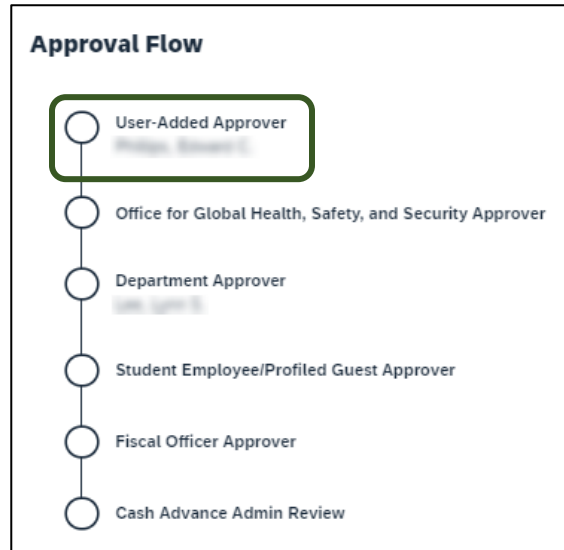 Approval Flow
User-Added Approver
Office for Global Health, Safety, and Security Approver
Department Approver
Student Employee/Profiled Guest Approver
Fiscal Officer Approver
Cash Advance Admin Review